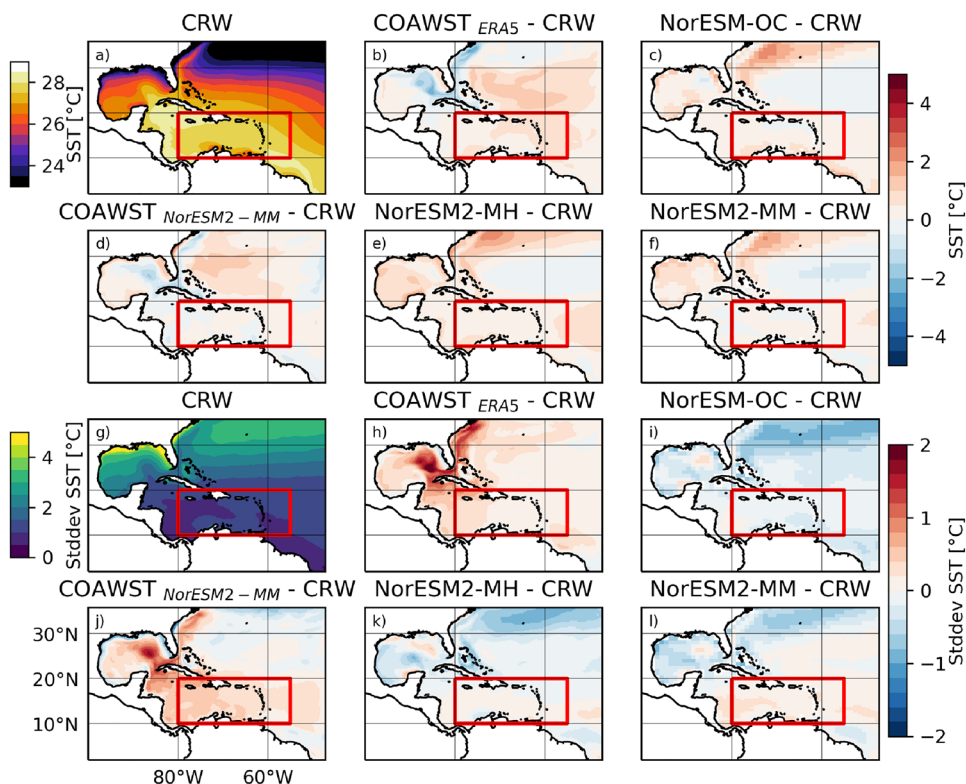 CRW
COAWST ERA5 - CRW
NorESM-OC - CRW
a)
b)
c)
28
26
24
SST [°C]
4
2
0
−2
−4
SST [°C]
COAWST NorESM2 − MM - CRW
NorESM2-MH - CRW
NorESM2-MM - CRW
d)
e)
f)
CRW
COAWST ERA5 - CRW
NorESM-OC - CRW
g)
h)
i)
4
2
0
Stddev SST [°C]
2
1
0
−1
−2
Stddev SST [°C]
COAWST NorESM2 − MM - CRW
NorESM2-MH - CRW
NorESM2-MM - CRW
j)
k)
l)
30°N
20°N
10°N
80°W
60°W